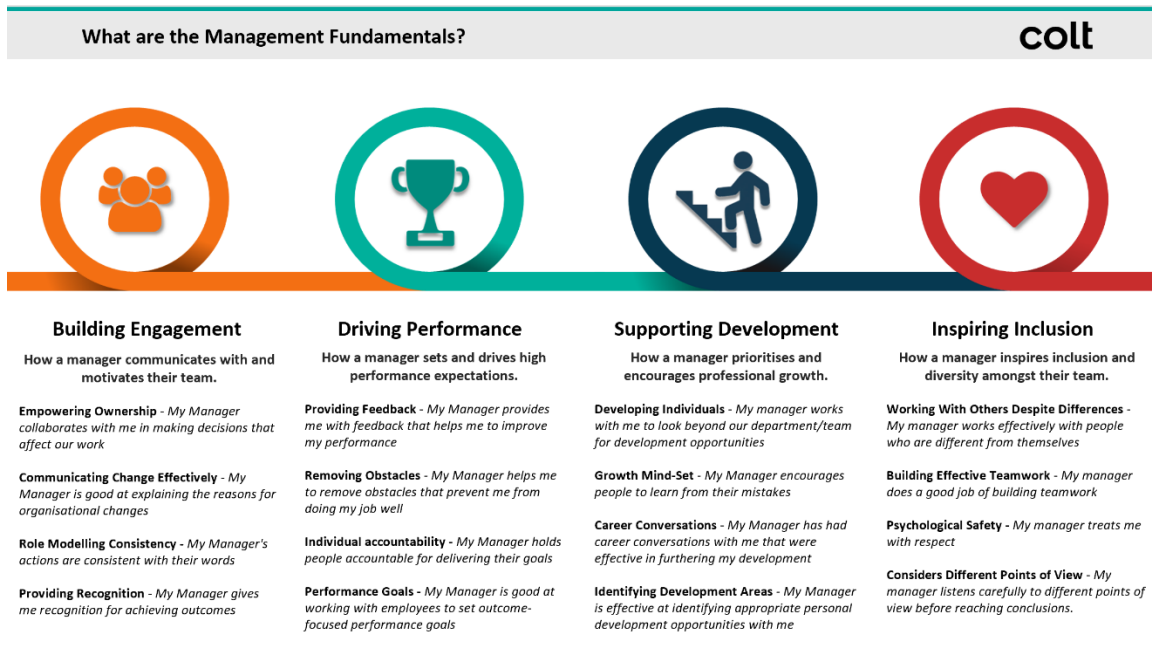 What are the Management Fundamentals?
colt
Building Engagement
How a manager communicates with and
motivates their team.
Empowering Ownership - My Manager
collaborates with me in making decisions that
affect our work
Communicating Change Effectively - My
Manager is good at explaining the reasons for
organisational changes
Role Modelling Consistency - My Manager's
actions are consistent with their words
Providing Recognition - My Manager gives
me recognition for achieving outcomes
Driving Performance
How a manager sets and drives high
performance expectations.
Providing Feedback - My Manager provides
me with feedback that helps me to improve
my performance
Removing Obstacles - My Manager helps me
to remove obstacles that prevent me from
doing my job well
Individual accountability - My Manager holds
people accountable for delivering their goals
Performance Goals - My Manager is good at
working with employees to set outcome-
focused performance goals
Supporting Development
How a manager prioritises and
encourages professional growth.
Developing Individuals - My manager works
with me to look beyond our department/team
for development opportunities
Growth Mind-Set - My Manager encourages
people to learn from their mistakes
Career Conversations - My Manager has had
career conversations with me that were
effective in furthering my development
Identifying Development Areas - My Manager
is effective at identifying appropriate personal
development opportunities with me
Inspiring Inclusion
How a manager inspires inclusion and
diversity amongst their team.
Working With Others Despite Differences -
My manager works effectively with people
who are different from themselves
Building Effective Teamwork - My manager
does a good job of building teamwork
Psychological Safety - My manager treats me
with respect
Considers Different Points of View - My
manager listens carefully to different points of
view before reaching conclusions.